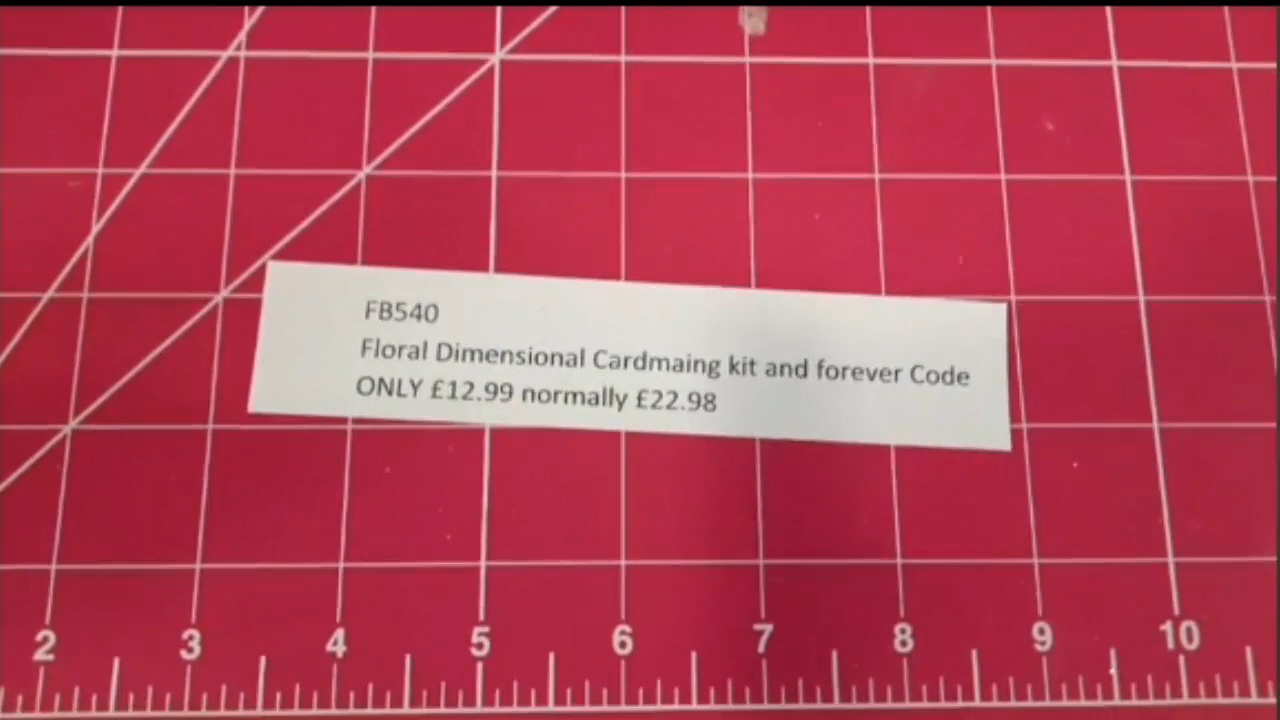 FB540
Floral Dimensional Cardmaing kit and forever Code
ONLY £12.99 normally £22.98
2 3 4 5 6 7 8 9 10